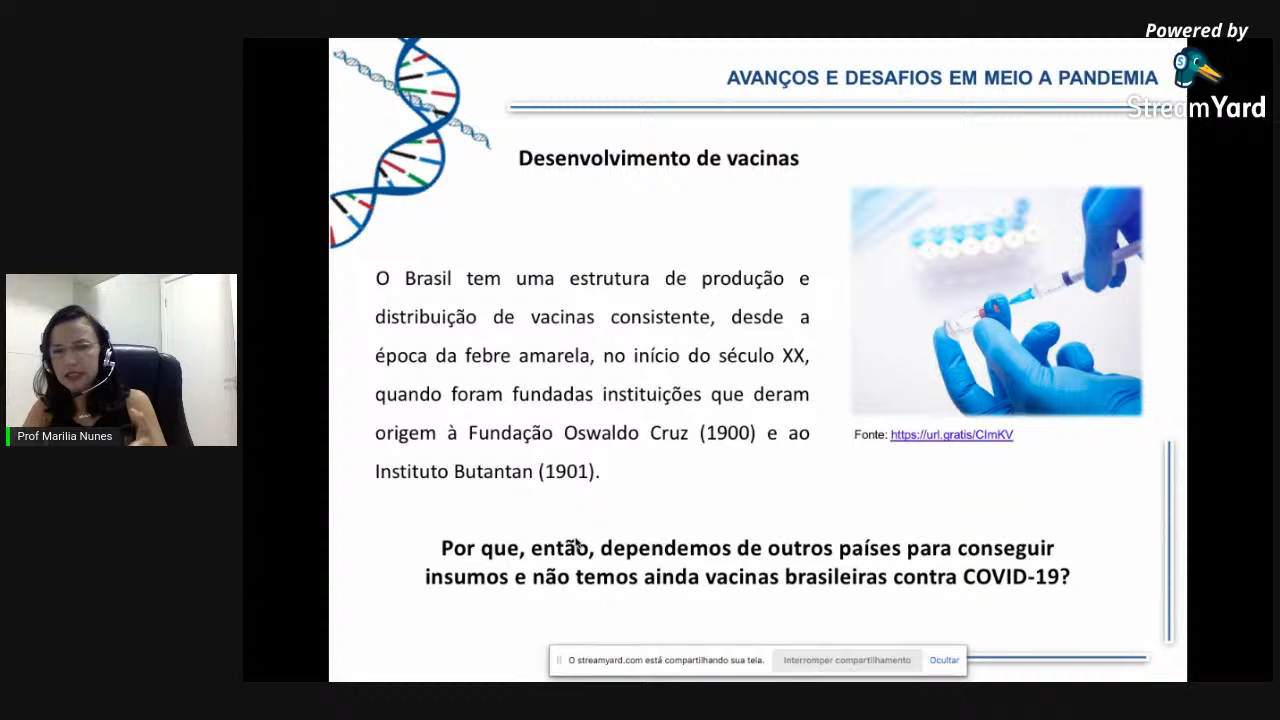 Powered by
StreamYard
AVANÇOS E DESAFIOS EM MEIO A PANDEMIA
Desenvolvimento de vacinas
O Brasil tem uma estrutura de produção e
distribuição de vacinas consistente, desde a
época da febre amarela, no início do século XX,
quando foram fundadas instituições que deram
origem à Fundação Oswaldo Cruz (1900) e ao
Instituto Butantan (1901).
Fonte: https://url.gratis/CImKV
Prof Marilia Nunes
Por que, então, dependemos de outros países para conseguir
insumos e não temos ainda vacinas brasileiras contra COVID-19?
O streamyard.com está compartilhando sua tela. Interromper compartilhamento Ocultar